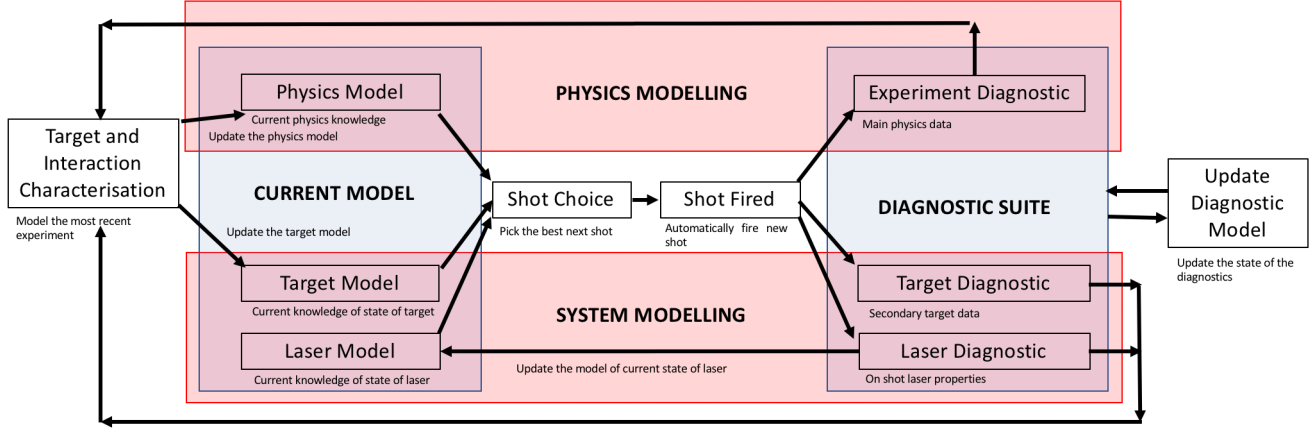 Physics Model
Current physics knowledge
Update the physics model
PHYSICS MODELLING
Experiment Diagnostic
Main physics data
Target and
Interaction
Characterisation
Model the most recent
experiment
CURRENT MODEL
Update the target model
Shot Choice
Pick the best next shot
Shot Fired
Automatically fire new
shot
DIAGNOSTIC SUITE
Update
Diagnostic
Model
Update the state of the
diagnostics
Target Model
Current knowledge of state of target
Laser Model
Current knowledge of state of laser
SYSTEM MODELLING
Update the model of current state of laser
Target Diagnostic
Secondary target data
Laser Diagnostic
On shot laser properties